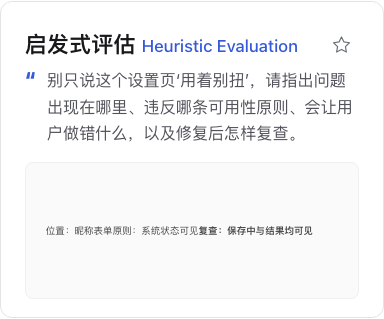 启发式评估 Heuristic Evaluation
“ 别只说这个设置页‘用着别扭’，请指出问题
出现在哪里、违反哪条可用性原则、会让用
户做错什么，以及修复后怎样复查。
位置：昵称表单原则：系统状态可见复查：保存中与结果均可见